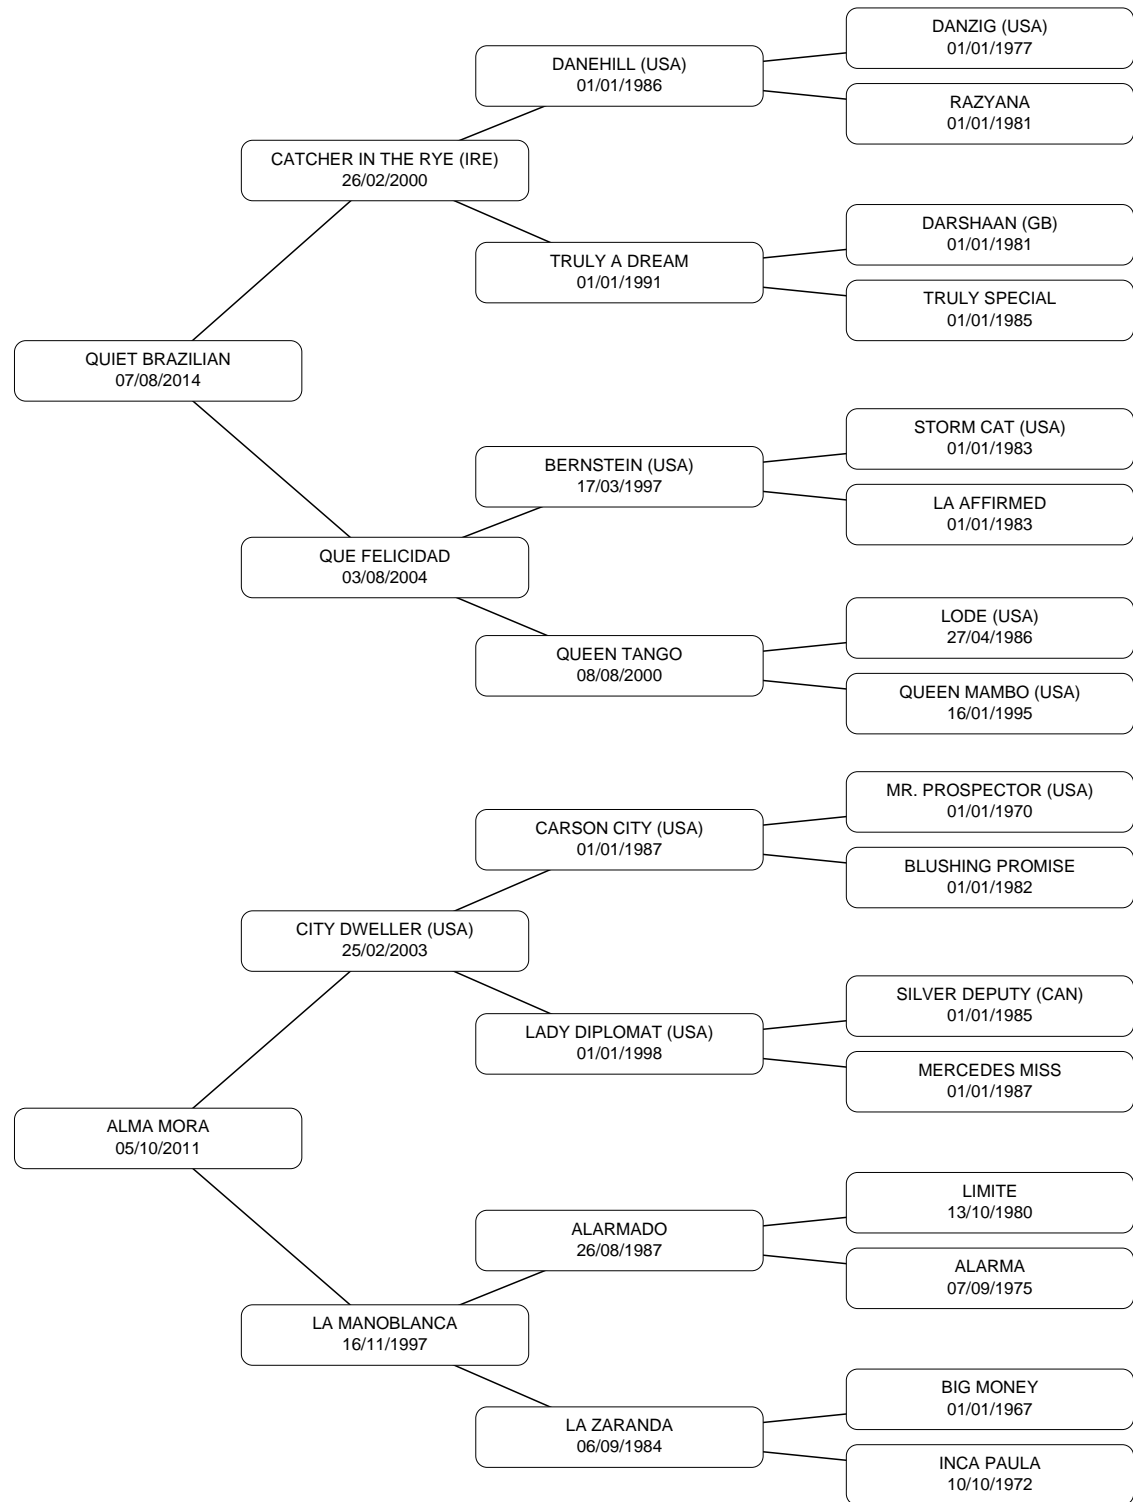 DANZIG (USA)
01/01/1977
DANEHILL (USA)
01/01/1986
RAZYANA
01/01/1981
CATCHER IN THE RYE (IRE)
26/02/2000
DARSHAAN (GB)
01/01/1981
TRULY A DREAM
01/01/1991
TRULY SPECIAL
01/01/1985
QUIET BRAZILIAN
07/08/2014
STORM CAT (USA)
01/01/1983
BERNSTEIN (USA)
17/03/1997
LA AFFIRMED
01/01/1983
QUE FELICIDAD
03/08/2004
LODE (USA)
27/04/1986
QUEEN TANGO
08/08/2000
QUEEN MAMBO (USA)
16/01/1995
MR. PROSPECTOR (USA)
01/01/1970
CARSON CITY (USA)
01/01/1987
BLUSHING PROMISE
01/01/1982
CITY DWELLER (USA)
25/02/2003
SILVER DEPUTY (CAN)
01/01/1985
LADY DIPLOMAT (USA)
01/01/1998
MERCEDES MISS
01/01/1987
ALMA MORA
05/10/2011
LIMITE
13/10/1980
ALARMADO
26/08/1987
ALARMA
07/09/1975
LA MANOBLANCA
16/11/1997
BIG MONEY
01/01/1967
LA ZARANDA
06/09/1984
INCA PAULA
10/10/1972